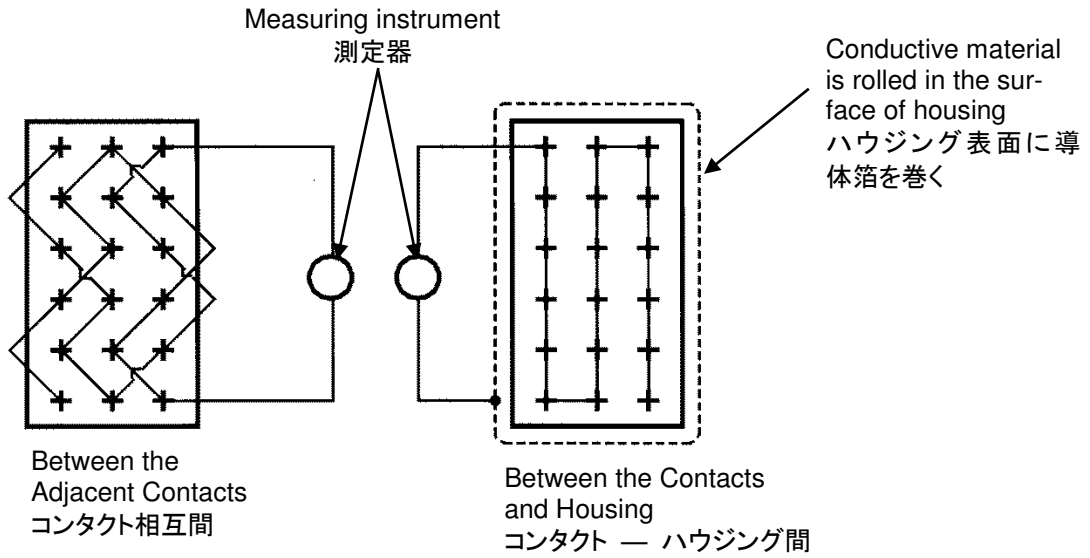 Measuring instrument
測定器
Conductive material
is rolled in the sur-
face of housing
ハウジング表面に導
体箔を巻く
Between the
Adjacent Contacts
コンタクト相互間
Between the Contacts
and Housing
コンタクト ― ハウジング間